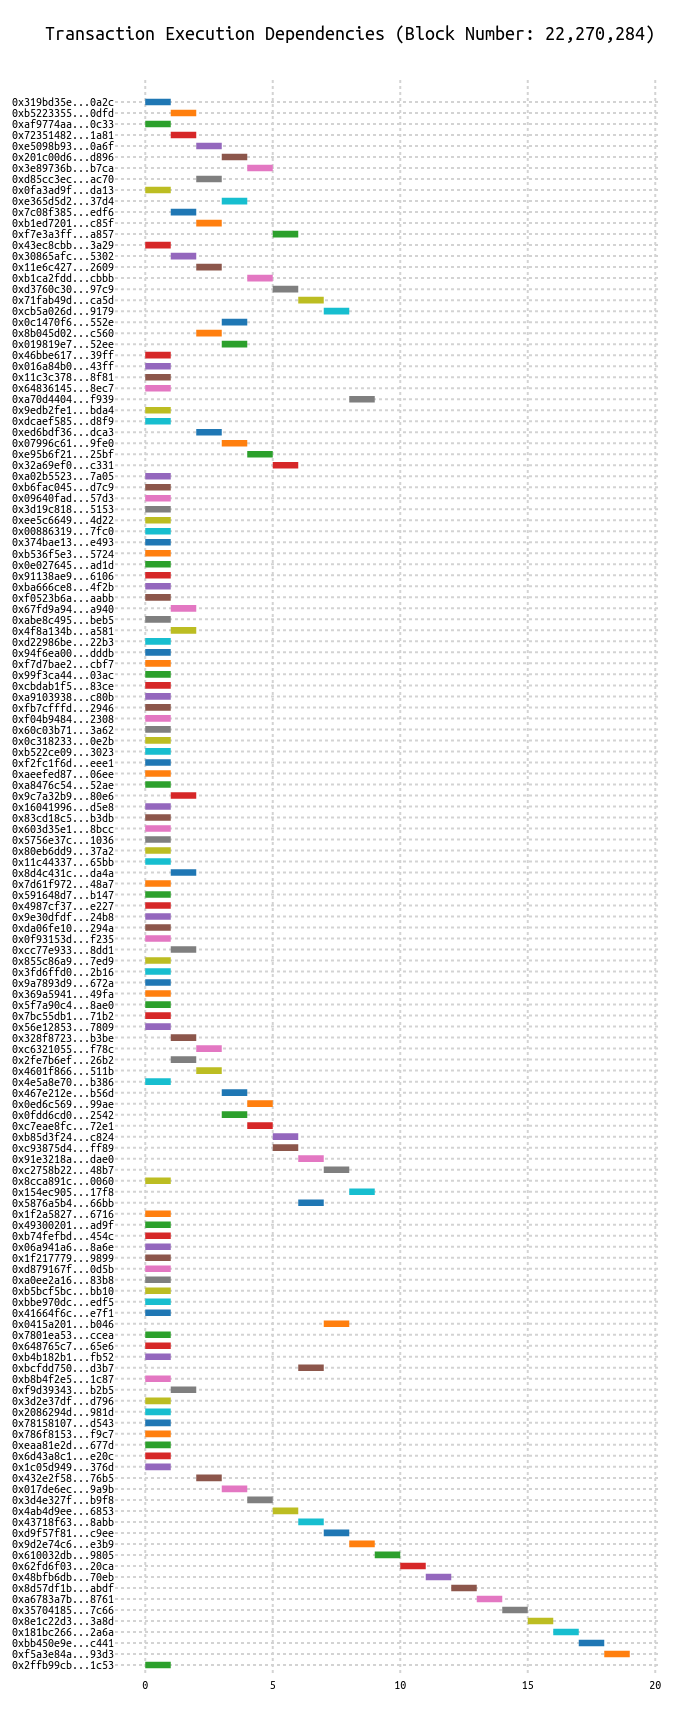 Transaction Execution Dependencies (Block Number: 22,270,284)
0x319bd35e...0a2c
0xb5223355...0dfd
0xaf9774aa...0c33
0x72351482...1a81
0xe5098b93...0a6f
0x201c00d6...d896
0x3e89736b...b7ca
0xd85cc3ec...ac70
0x0fa3ad9f...da13
0xe365d5d2...37d4
0x7c08f385...edf6
0xb1ed7201...c85f
0xf7e3a3ff...a857
0x43ec8cbb...3a29
0x30865afc...5302
0x11e6c427...2609
0xb1ca2fdd...cbbb
0xd3760c30...97c9
0x71fab49d...ca5d
0xcb5a026d...9179
0x0c1470f6...552e
0x8b045d02...c560
0x019819e7...52ee
0x46bbe617...39ff
0x016a84b0...43ff
0x11c3c378...8f81
0x64836145...8ec7
0xa70d4404...f939
0x9edb2fe1...bda4
0xdcaef585...d8f9
0xed6bdf36...dca3
0x07996c61...9fe0
0xe95b6f21...25bf
0x32a69ef0...c331
0xa02b5523...7a05
0xb6fac045...d7c9
0x09640fad...57d3
0x3d19c818...5153
0xee5c6649...4d22
0x00886319...7fc0
0x374bae13...e493
0xb536f5e3...5724
0x0e027645...ad1d
0x91138ae9...6106
0xba666ce8...4f2b
0xf0523b6a...aabb
0x67fd9a94...a940
0xabe8c495...beb5
0x4f8a134b...a581
0xd22986be...22b3
0x94f6ea00...dddb
0xf7d7bae2...cbf7
0x99f3ca44...03ac
0xcbdab1f5...83ce
0xa9103938...c80b
0xfb7cfffd...2946
0xf04b9484...2308
0x60c03b71...3a62
0x0c318233...0e2b
0xb522ce09...3023
0xf2fc1f6d...eee1
0xaeefed87...06ee
0xa8476c54...52ae
0x9c7a32b9...80e6
0x16041996...d5e8
0x83cd18c5...b3db
0x603d35e1...8bcc
0x5756e37c...1036
0x80eb6dd9...37a2
0x11c44337...65bb
0x8d4c431c...da4a
0x7d61f972...48a7
0x591648d7...b147
0x4987cf37...e227
0x9e30dfdf...24b8
0xda06fe10...294a
0x0f93153d...f235
0xcc77e933...8dd1
0x855c86a9...7ed9
0x3fd6ffd0...2b16
0x9a7893d9...672a
0x369a5941...49fa
0x5f7a90c4...8ae0
0x7bc55db1...71b2
0x56e12853...7809
0x328f8723...b3be
0xc6321055...f78c
0x2fe7b6ef...26b2
0x4601f866...511b
0x4e5a8e70...b386
0x467e212e...b56d
0x0ed6c569...99ae
0x0fdd6cd0...2542
0xc7eae8fc...72e1
0xb85d3f24...c824
0xc93875d4...ff89
0x91e3218a...dae0
0xc2758b22...48b7
0x8cca891c...0060
0x154ec905...17f8
0x5876a5b4...66bb
0x1f2a5827...6716
0x49300201...ad9f
0xb74fefbd...454c
0x06a941a6...8a6e
0x1f217779...9899
0xd879167f...0d5b
0xa0ee2a16...83b8
0xb5bcf5bc...bb10
0xbbe970dc...edf5
0x41664f6c...e7f1
0x0415a201...b046
0x7801ea53...ccea
0x648765c7...65e6
0xb4b182b1...fb52
0xbcfdd750...d3b7
0xb8b4f2e5...1c87
0xf9d39343...b2b5
0x3d2e37df...d796
0x2086294d...981d
0x78158107...d543
0x786f8153...f9c7
0xeaa81e2d...677d
0x6d43a8c1...e20c
0x1c05d949...376d
0x432e2f58...76b5
0x017de6ec...9a9b
0x3d4e327f...b9f8
0x4ab4d9ee...6853
0x43718f63...8abb
0xd9f57f81...c9ee
0x9d2e74c6...e3b9
0x610032db...9805
0x62fd6f03...20ca
0x48bfb6db...70eb
0x8d57df1b...abdf
0xa6783a7b...8761
0x35704185...7c66
0x8e1c22d3...3a8d
0x181bc266...2a6a
0xbb450e9e...c441
0xf5a3e84a...93d3
0x2ffb99cb...1c53
0 5 10 15 20